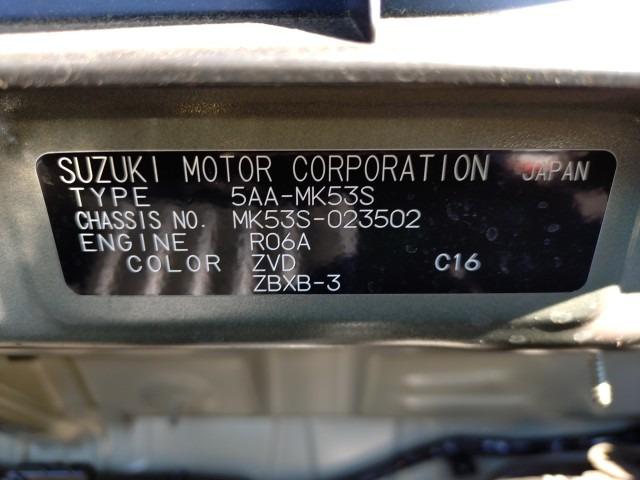 SUZUKI MOTOR CORPORATION JAPAN
TYPE 5AA-MK53S
CHASSIS NO. MK53S-023502
ENGINE R06A
COLOR ZVD C16
ZBXB-3